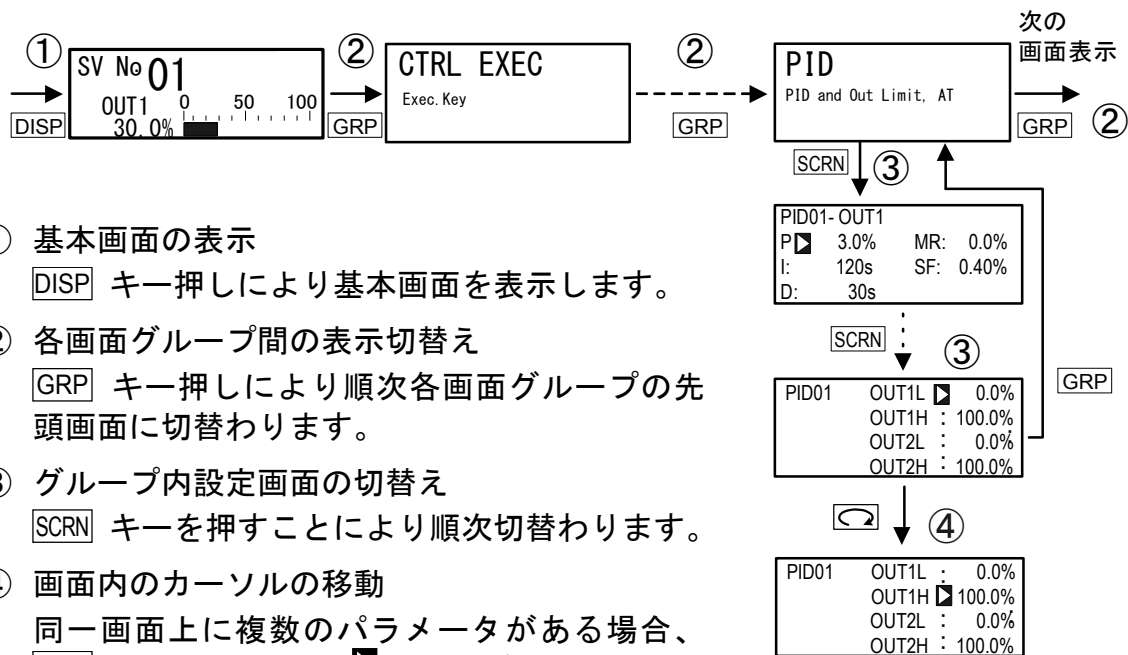 次の
画面表示
①
DISP
SV No 01
OUT1 0 50 100
30.0%
②
GRP
CTRL EXEC
Exec. Key
②
GRP
PID
PID and Out Limit, AT
GRP ②
SCRN ③
PID01- OUT1
P 3.0% MR: 0.0%
I: 120s SF: 0.40%
D: 30s
SCRN ③
GRP
PID01 OUT1L 0.0%
OUT1H : 100.0%
OUT2L : 0.0%
OUT2H : 100.0%
④
PID01 OUT1L : 0.0%
OUT1H 100.0%
OUT2L : 0.0%
OUT2H : 100.0%
基本画面の表示
DISP キー押しにより基本画面を表示します。
各画面グループ間の表示切替え
GRP キー押しにより順次各画面グループの先
頭画面に切替わります。
グループ内設定画面の切替え
SCRN キーを押すことにより順次切替わります。
画面内のカーソルの移動
同一画面上に複数のパラメータがある場合、